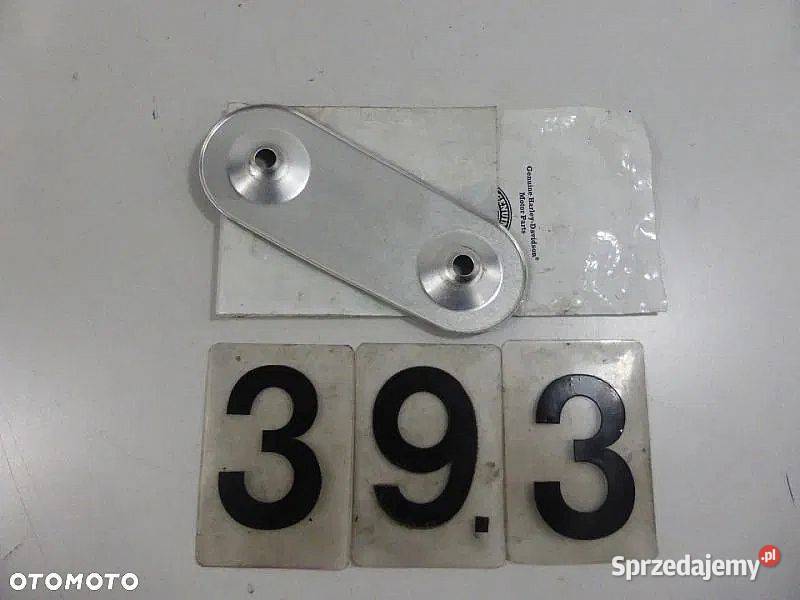 Genuine Harley-Davidson®
Motor Parts
39.3
OTOMOTO
Sprzedajemy.pl